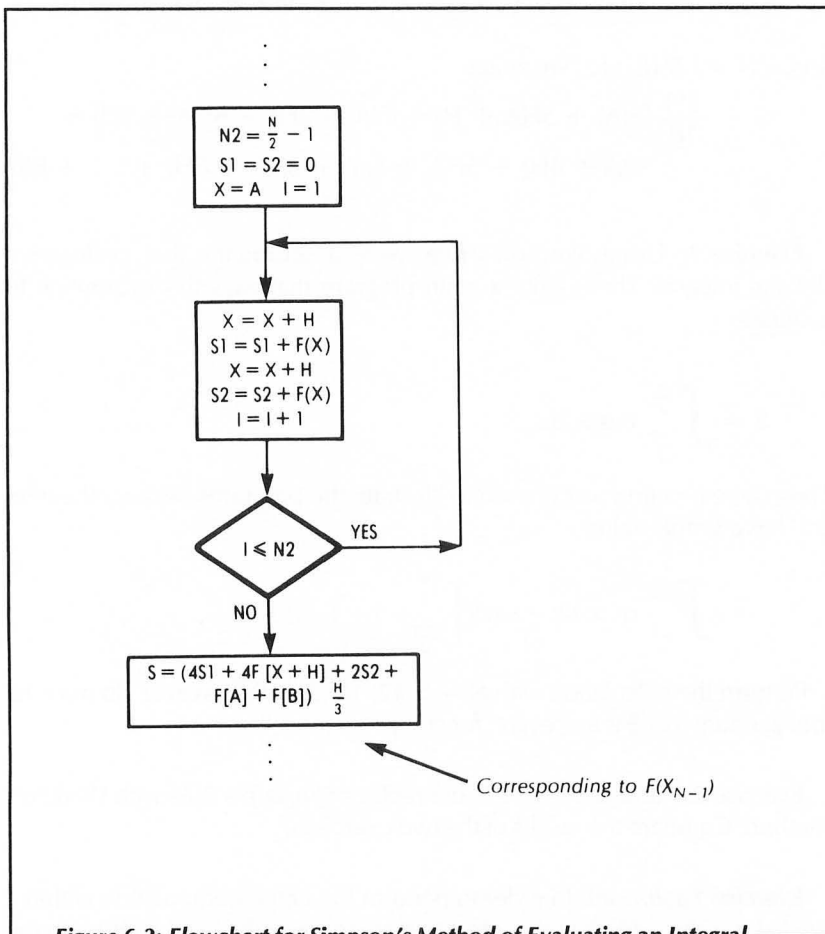 N2 = N/2 − 1
S1 = S2 = 0
X = A I = 1
X = X + H
S1 = S1 + F(X)
X = X + H
S2 = S2 + F(X)
I = I + 1
I ⩽ N2
YES
NO
S = (4S1 + 4F [X + H] + 2S2 +
F[A] + F[B]) H/3
Corresponding to F(X_{N−1})
Figure 6.2: Flowchart for Simpson's Method of Evaluating an Integral